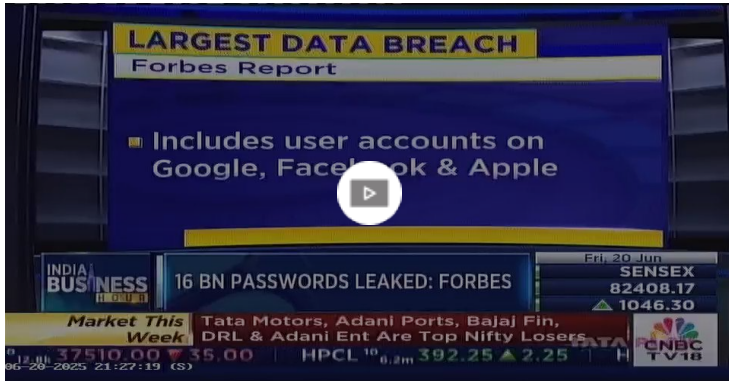 LARGEST DATA BREACH
Forbes Report
Includes user accounts on
Google, Facebook & Apple
INDIA
BUSINESS
HOUR
16 BN PASSWORDS LEAKED: FORBES
Fri, 20 Jun
SENSEX
82408.17
1046.30
Market This
Week
Tata Motors, Adani Ports, Bajaj Fin,
DRL & Adani Ent Are Top Nifty Losers
CNBC
TV18
37510.00 35.00 HPCL 392.25 2.25 H
06-20-2025 21:27:19 (S)